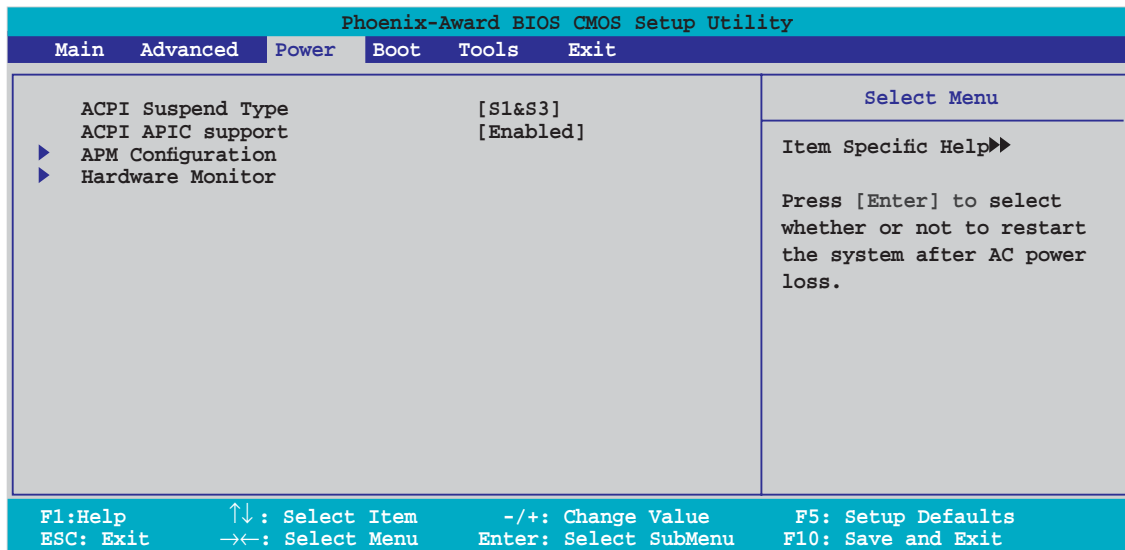 Phoenix-Award BIOS CMOS Setup Utility
Main Advanced Power Boot Tools Exit
ACPI Suspend Type [S1&S3]
ACPI APIC support [Enabled]
APM Configuration
Hardware Monitor
Select Menu
Item Specific Help
Press [Enter] to select
whether or not to restart
the system after AC power
loss.
F1:Help ↑↓: Select Item -/+: Change Value F5: Setup Defaults
ESC: Exit →←: Select Menu Enter: Select SubMenu F10: Save and Exit